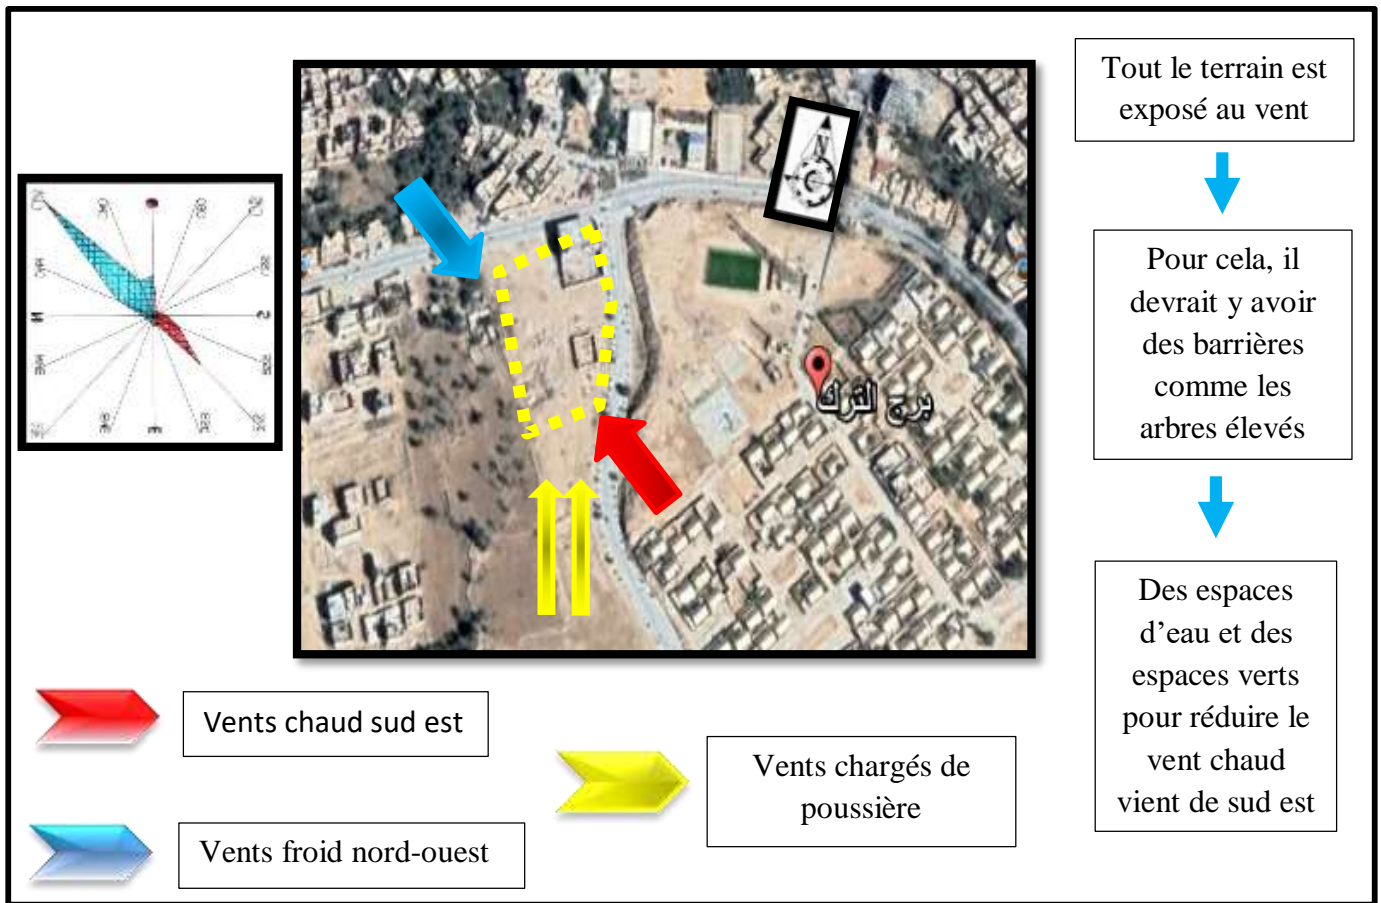 Tout le terrain est
exposé au vent
Pour cela, il
devrait y avoir
des barrières
comme les
arbres élevés
Des espaces
d'eau et des
espaces verts
pour réduire le
vent chaud
vient de sud est
N
برج الترك
Vents chaud sud est
Vents froid nord-ouest
Vents chargés de
poussière